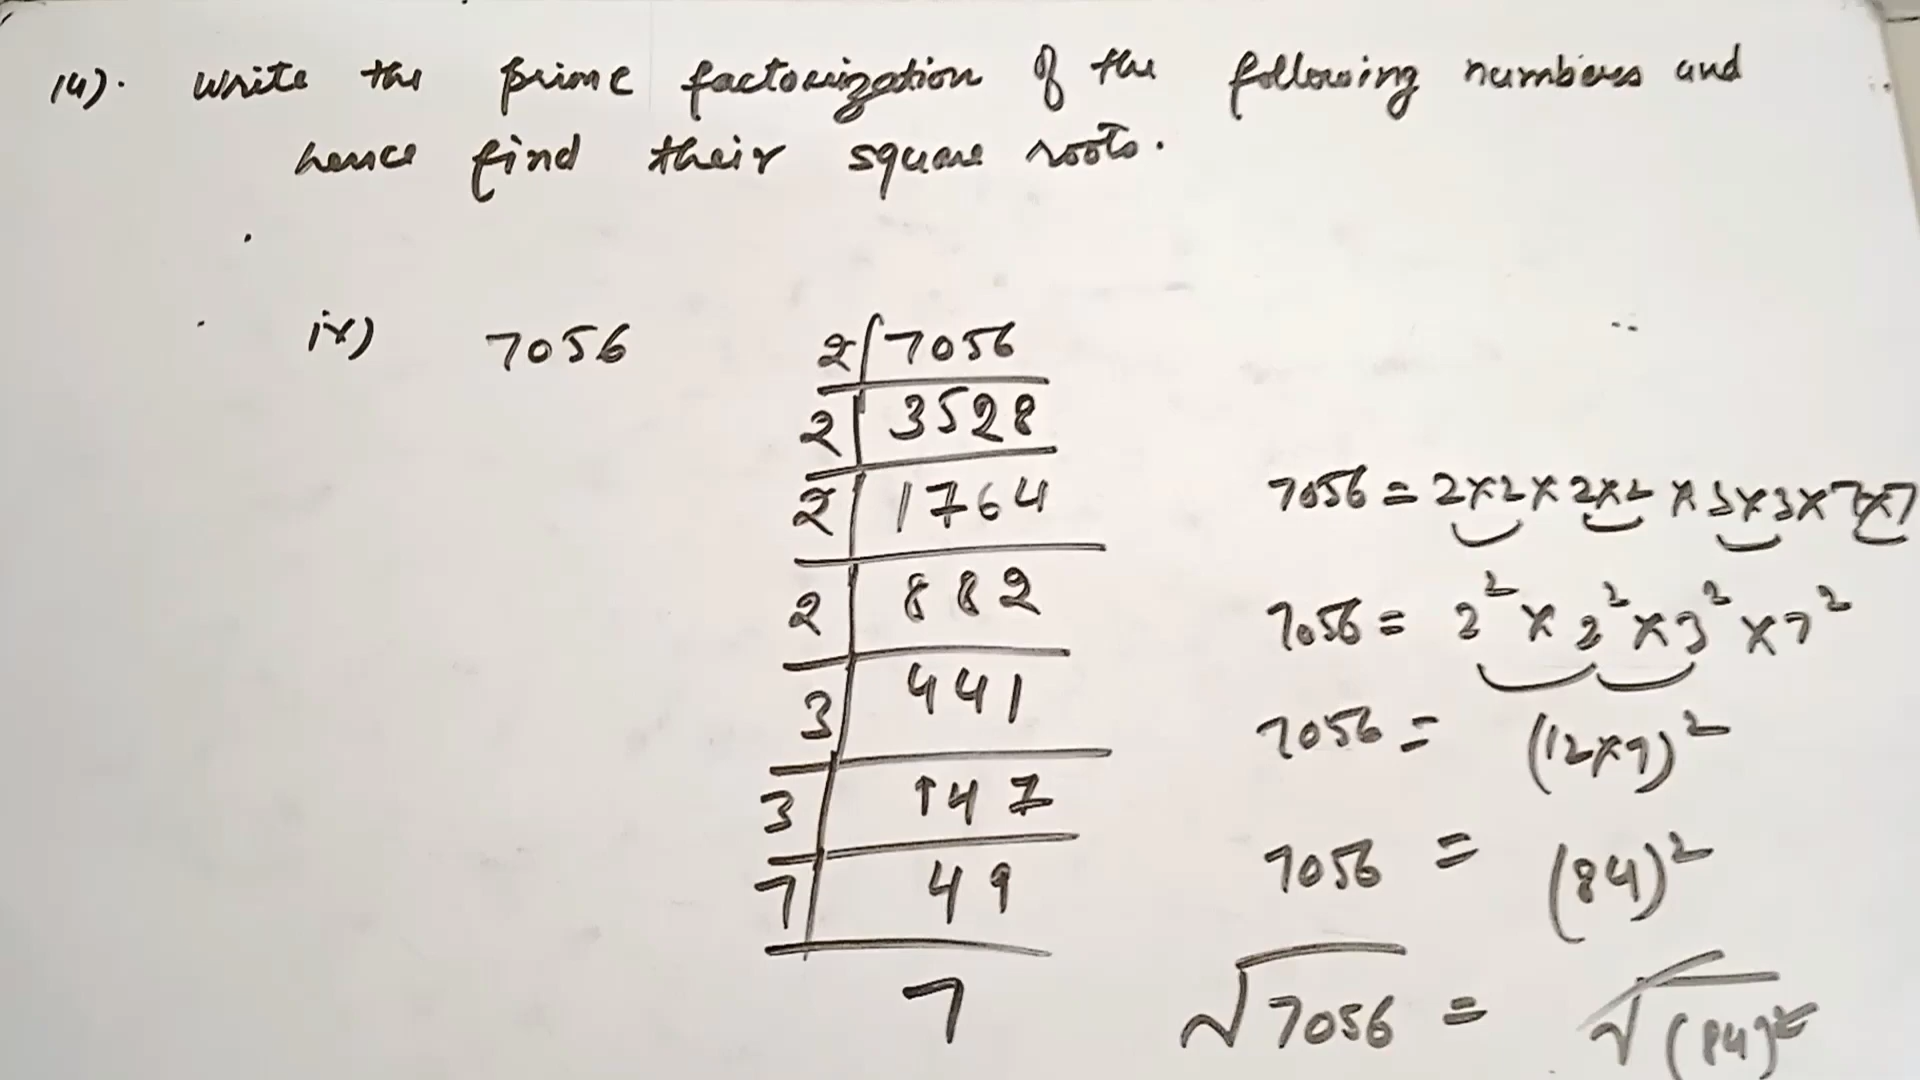 14). Write the prime factorization of the following numbers and
hence find their square roots.
ix) 7056
2 7056
2 3528
2 1764
2 882
3 441
3 147
7 49
7
7056 = 2×2×2×2×3×3×7×7
7056 = 2² × 2² × 3² × 7²
7056 = (12×7)²
7056 = (84)²
√7056 = √(84)²